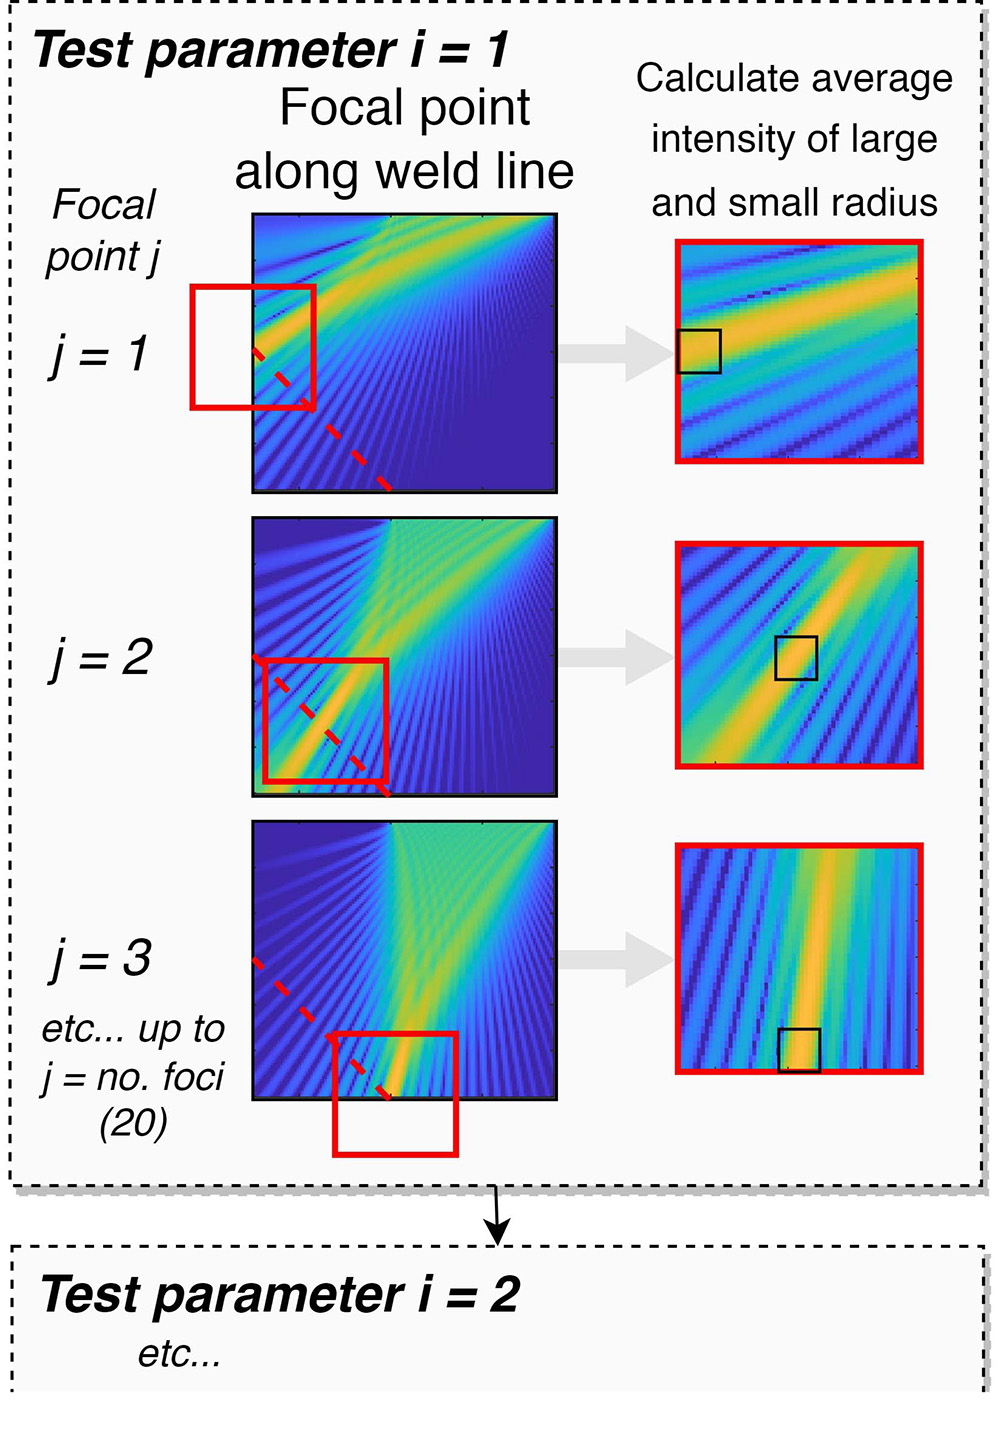 Test parameter i = 1
Focal point
along weld line
Calculate average
intensity of large
and small radius
Focal
point j
j = 1
j = 2
j = 3
etc... up to
j = no. foci
(20)
Test parameter i = 2
etc...